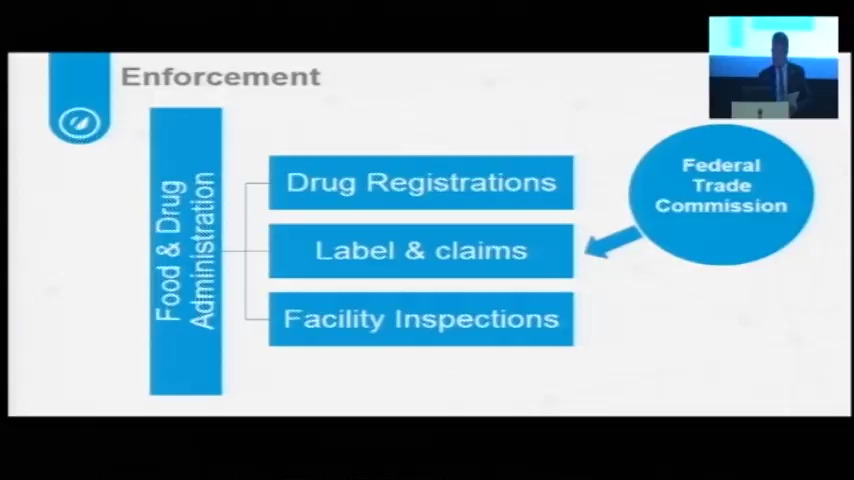 Enforcement
Food & Drug
Administration
Drug Registrations
Label & claims
Facility Inspections
Federal
Trade
Commission